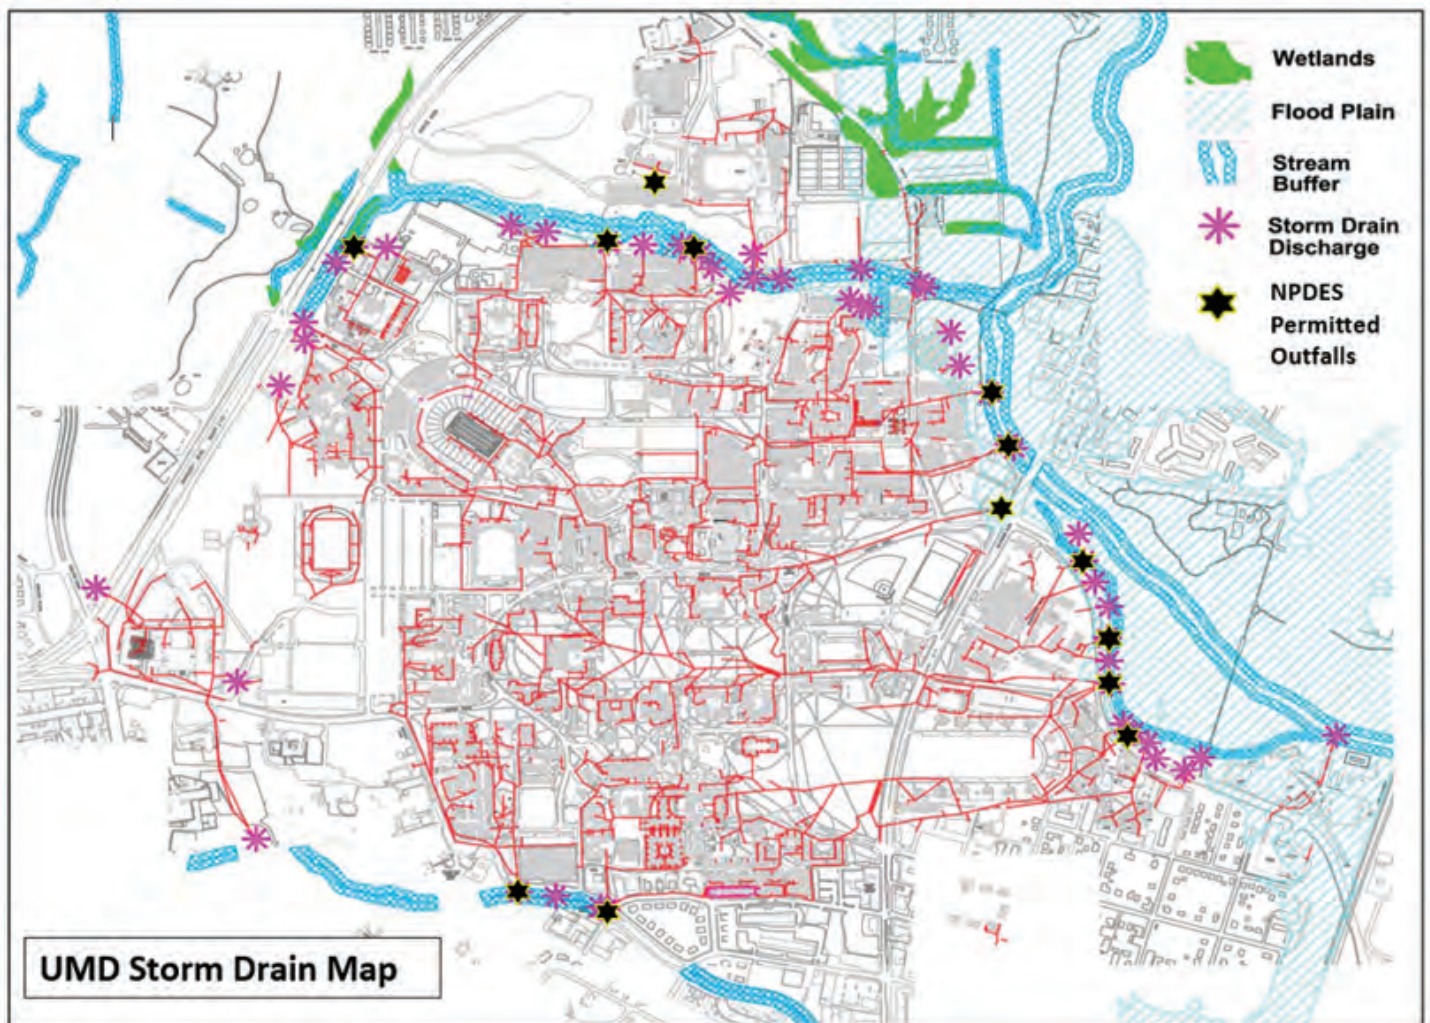 Wetlands
Flood Plain
Stream
Buffer
Storm Drain
Discharge
NPDES
Permitted
Outfalls
UMD Storm Drain Map